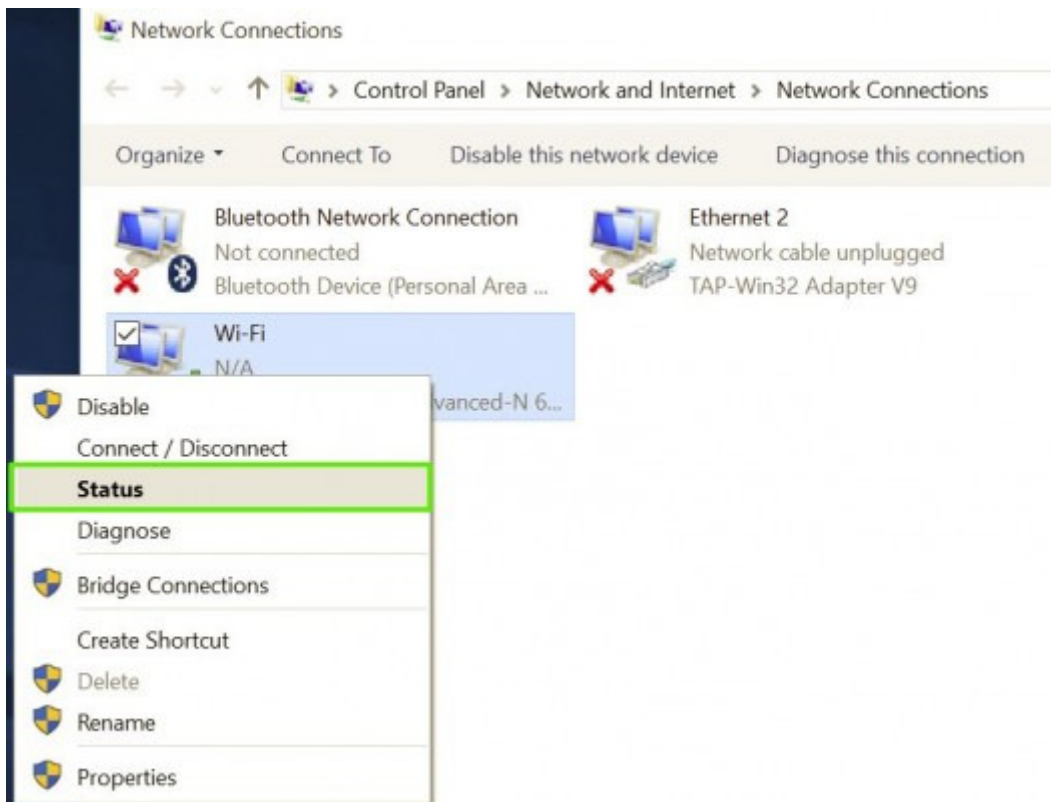 Network Connections
Control Panel > Network and Internet > Network Connections
Organize Connect To Disable this network device Diagnose this connection
Bluetooth Network Connection
Not connected
Bluetooth Device (Personal Area ...
Ethernet 2
Network cable unplugged
TAP-Win32 Adapter V9
Wi-Fi
N/A
vanced-N 6...
Disable
Connect / Disconnect
Status
Diagnose
Bridge Connections
Create Shortcut
Delete
Rename
Properties